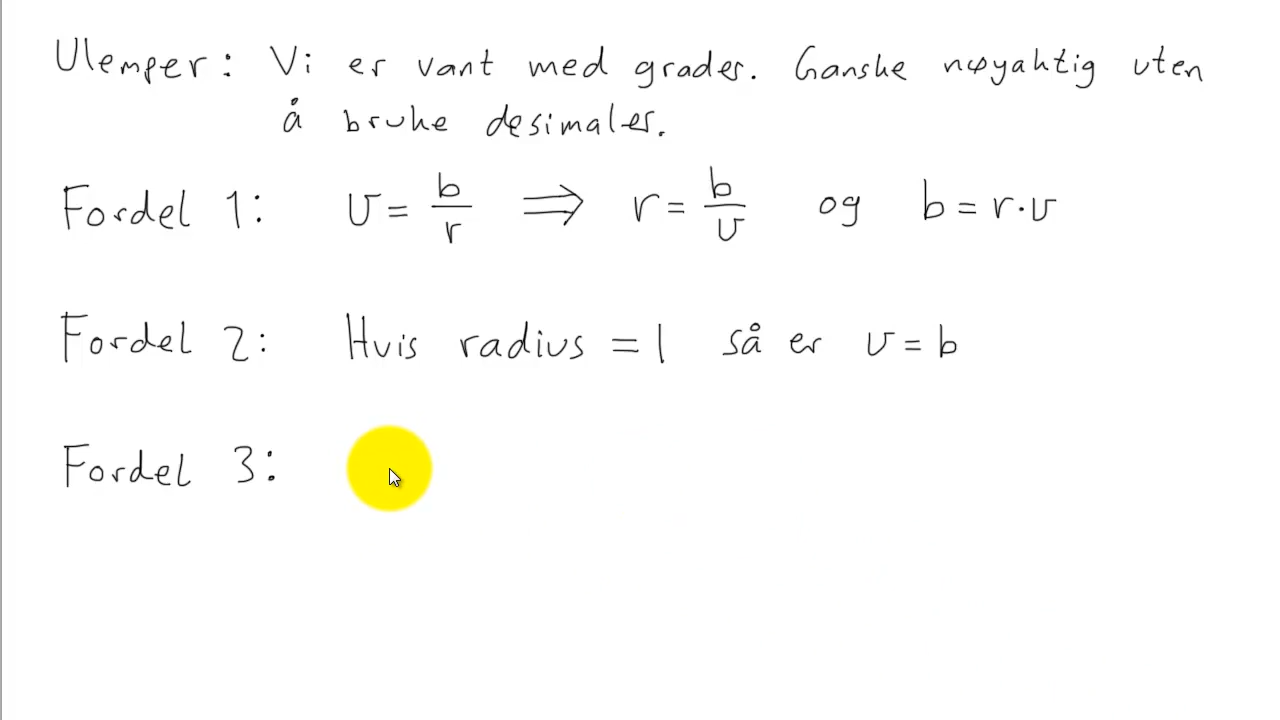 Ulemper: Vi er vant med grader. Ganske nøyaktig uten
å bruke desimaler.
Fordel 1: v = b/r ⟹ r = b/v og b = r·v
Fordel 2: Hvis radius = 1 så er v = b
Fordel 3: